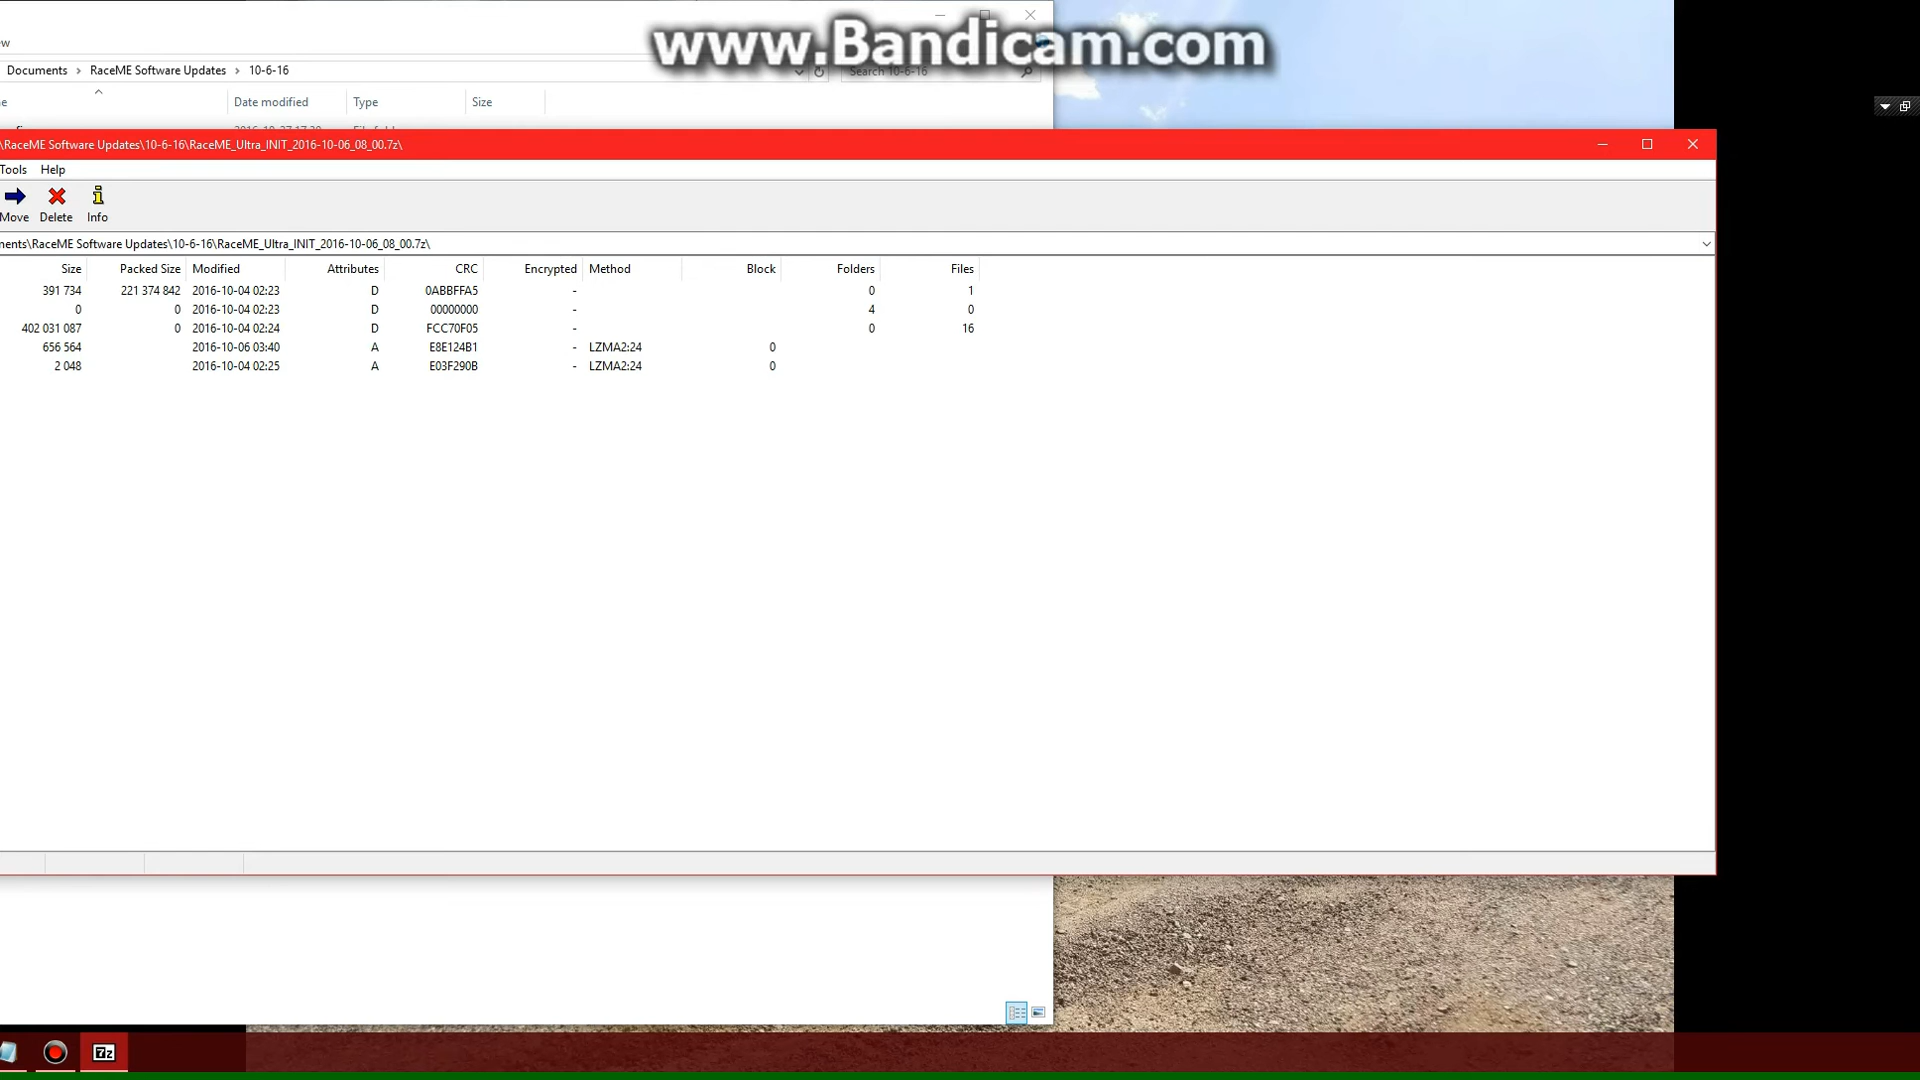 www.Bandicam.com
Documents > RaceME Software Updates > 10-6-16
Search 10-6-16
Date modified Type Size
\RaceME Software Updates\10-6-16\RaceME_Ultra_INIT_2016-10-06_08_00.7z\
Tools Help
Move Delete Info
ments\RaceME Software Updates\10-6-16\RaceME_Ultra_INIT_2016-10-06_08_00.7z\
Size Packed Size Modified Attributes CRC Encrypted Method Block Folders Files
391 734 221 374 842 2016-10-04 02:23 D 0ABBFFA5 - 0 1
0 0 2016-10-04 02:23 D 00000000 - 4 0
402 031 087 0 2016-10-04 02:24 D FCC70F05 - 0 16
656 564 2016-10-06 03:40 A E8E124B1 - LZMA2:24 0
2 048 2016-10-04 02:25 A E03F290B - LZMA2:24 0
7z